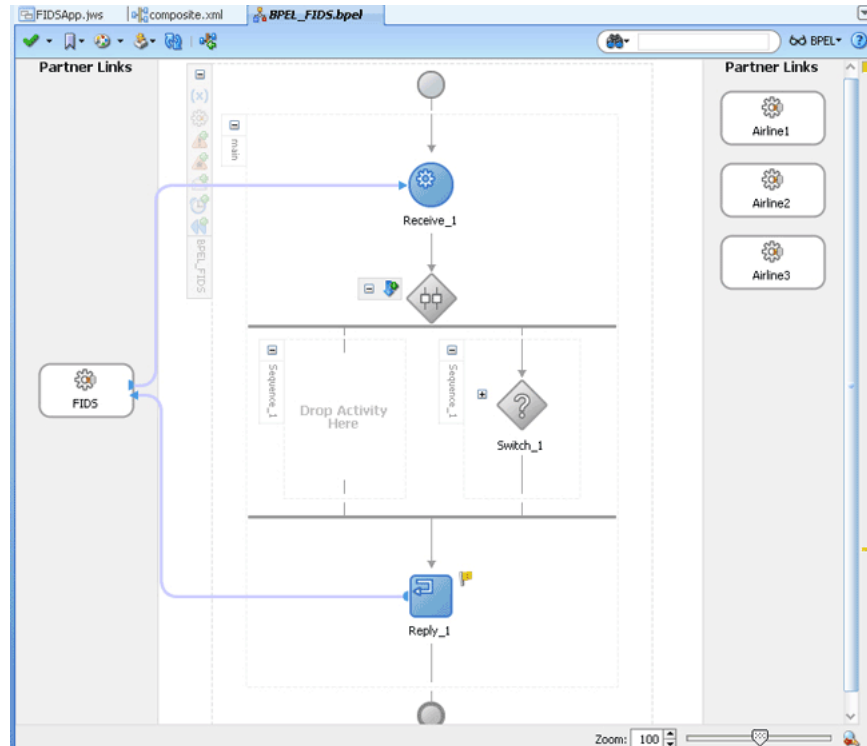 FIDSApp.jws
composite.xml
BPEL_FIDS.bpel
BPEL
Partner Links
Partner Links
main
BPEL_FIDS
Receive_1
Airline1
Airline2
Airline3
FIDS
Sequence_1
Drop Activity
Here
Sequence_1
Switch_1
Reply_1
Zoom: 100